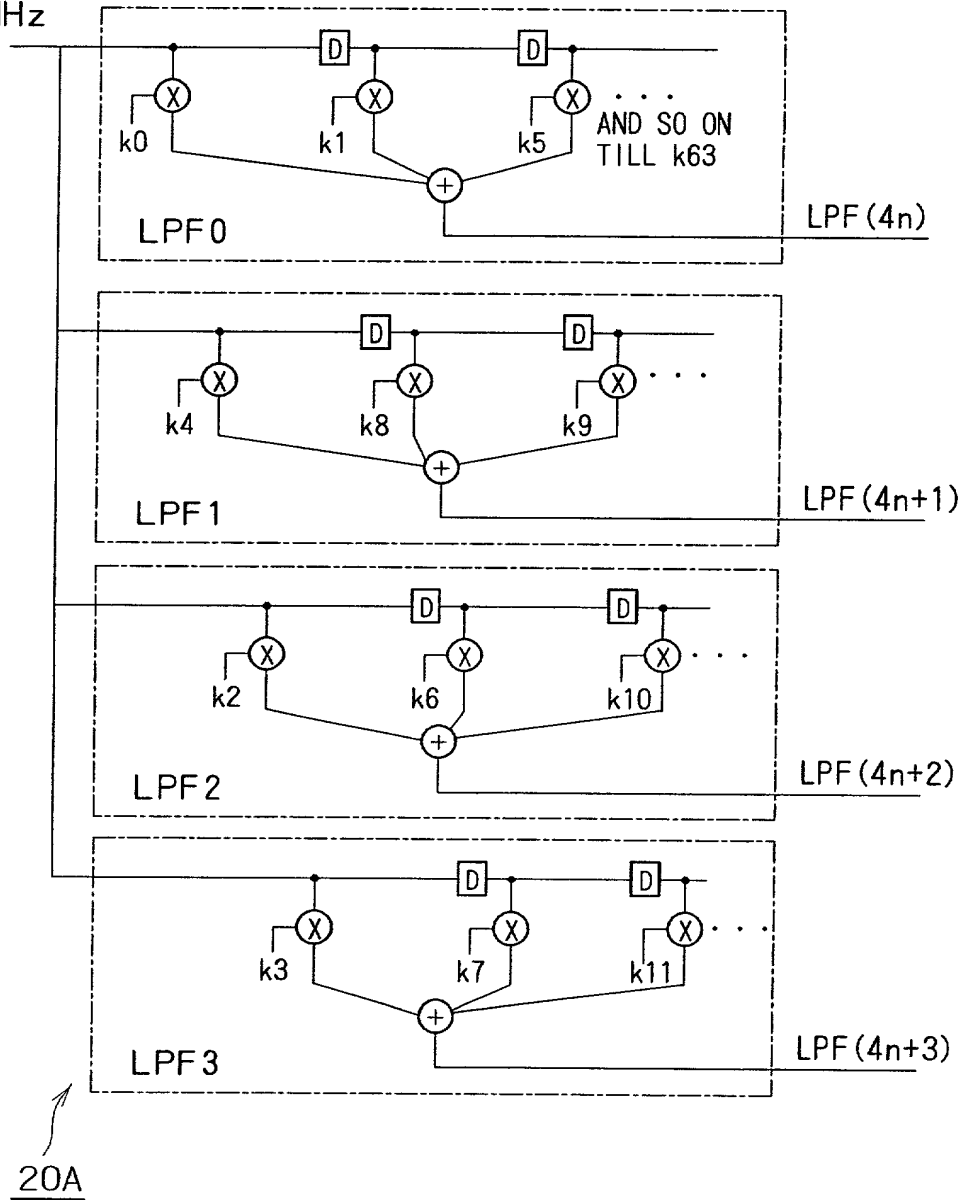 Hz
D D
X X X . . .
k0 k1 k5 AND SO ON
TILL k63
+
LPF0
LPF(4n)
D D
X X X . . .
k4 k8 k9
+
LPF1
LPF(4n+1)
D D
X X X . . .
k2 k6 k10
+
LPF2
LPF(4n+2)
D D
X X X . . .
k3 k7 k11
+
LPF3
LPF(4n+3)
20A